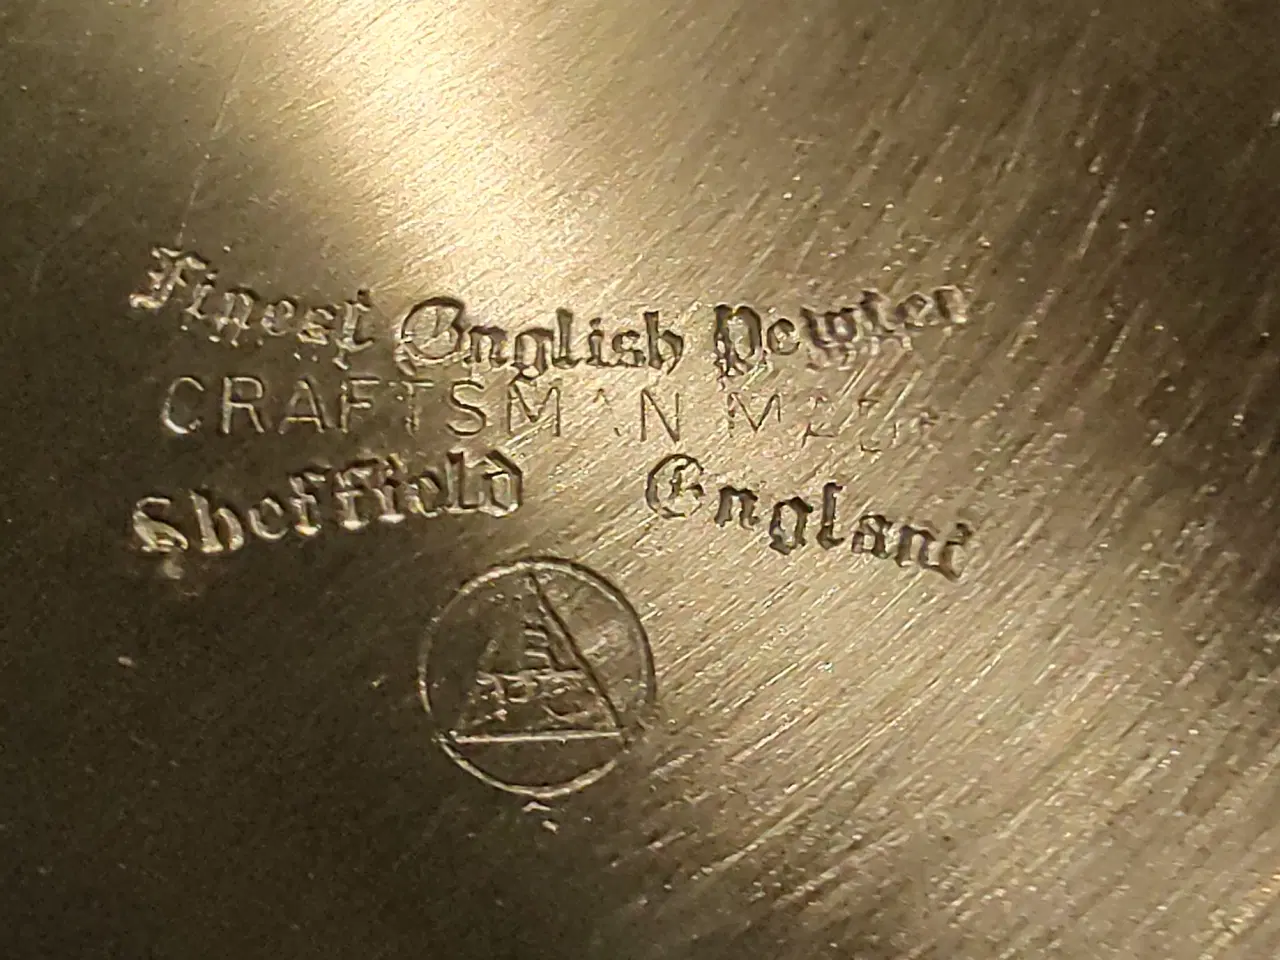 Finest English Pewter
CRAFTSMAN MADE
Sheffield England